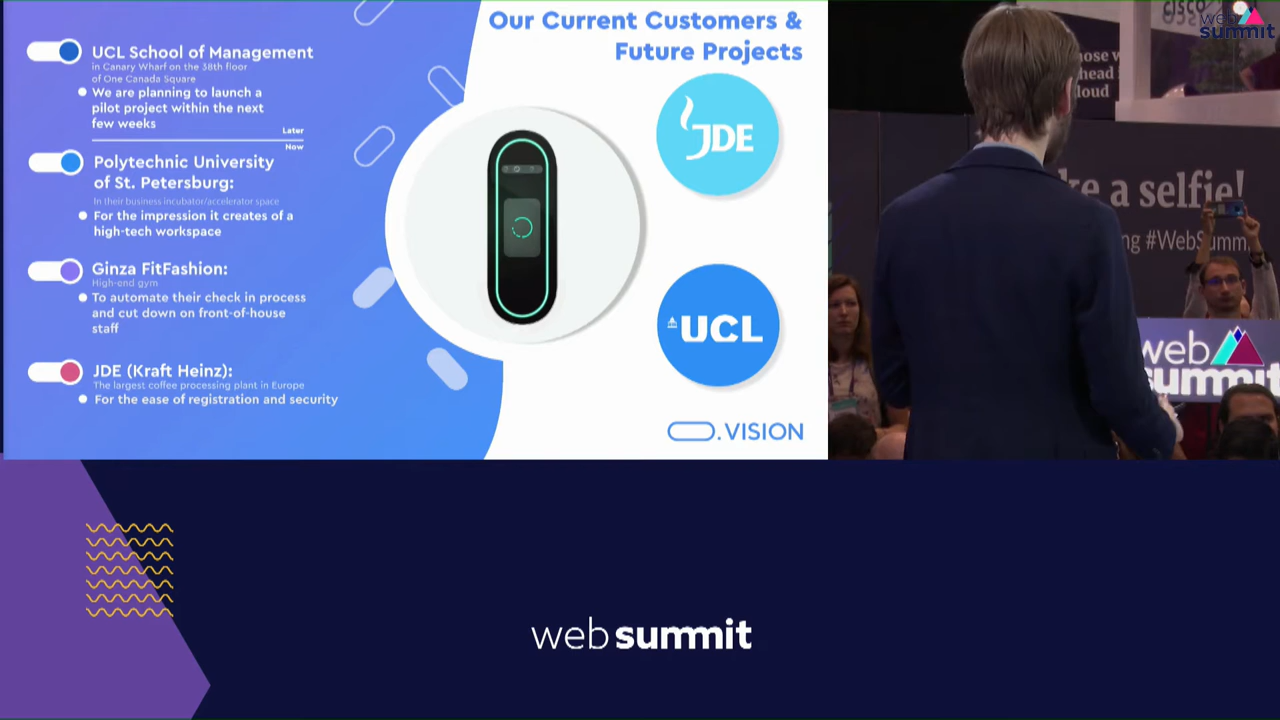 Our Current Customers &
Future Projects
UCL School of Management
in Canary Wharf on the 38th floor
of One Canada Square
We are planning to launch a
pilot project within the next
few weeks
Later
Now
Polytechnic University
of St. Petersburg:
In their business incubator/accelerator space
For the impression it creates of a
high-tech workspace
Ginza FitFashion:
High-end gym
To automate their check in process
and cut down on front-of-house
staff
JDE (Kraft Heinz):
The largest coffee processing plant in Europe
For the ease of registration and security
JDE
UCL
.VISION
cisco
web
summit
head
loud
e a selfie!
ng #WebSumm
web
summit
web summit